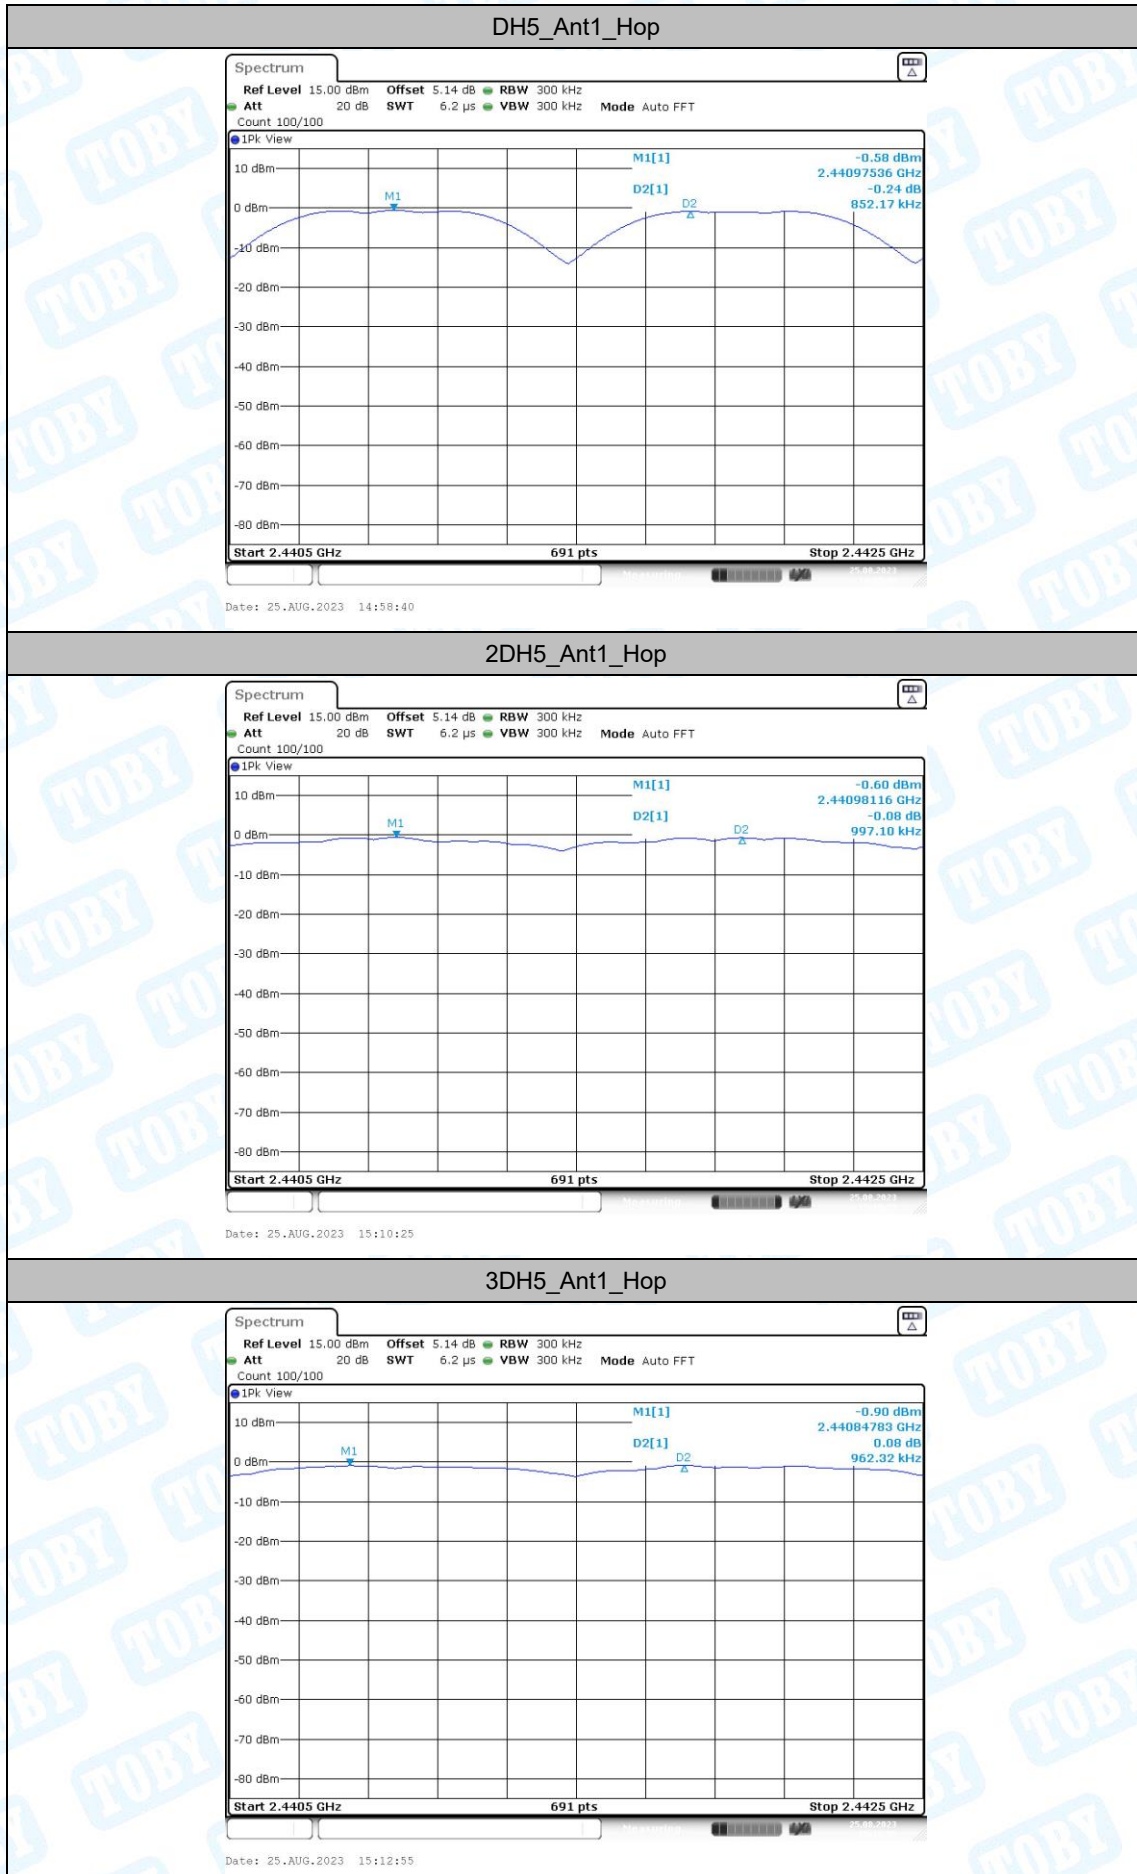 DH5_Ant1_Hop
Spectrum
Ref Level 15.00 dBm Offset 5.14 dB RBW 300 kHz
Att 20 dB SWT 6.2 µs VBW 300 kHz Mode Auto FFT
Count 100/100
1Pk View
M1[1] -0.58 dBm
2.44097536 GHz
D2[1] -0.24 dB
852.17 kHz
M1
D2
10 dBm
0 dBm
-10 dBm
-20 dBm
-30 dBm
-40 dBm
-50 dBm
-60 dBm
-70 dBm
-80 dBm
Start 2.4405 GHz 691 pts Stop 2.4425 GHz
Measuring 25.08.2023
Date: 25.AUG.2023 14:58:40
2DH5_Ant1_Hop
Spectrum
Ref Level 15.00 dBm Offset 5.14 dB RBW 300 kHz
Att 20 dB SWT 6.2 µs VBW 300 kHz Mode Auto FFT
Count 100/100
1Pk View
M1[1] -0.60 dBm
2.44098116 GHz
D2[1] -0.08 dB
997.10 kHz
M1
D2
10 dBm
0 dBm
-10 dBm
-20 dBm
-30 dBm
-40 dBm
-50 dBm
-60 dBm
-70 dBm
-80 dBm
Start 2.4405 GHz 691 pts Stop 2.4425 GHz
Measuring 25.08.2023
Date: 25.AUG.2023 15:10:25
3DH5_Ant1_Hop
Spectrum
Ref Level 15.00 dBm Offset 5.14 dB RBW 300 kHz
Att 20 dB SWT 6.2 µs VBW 300 kHz Mode Auto FFT
Count 100/100
1Pk View
M1[1] -0.90 dBm
2.44084783 GHz
D2[1] 0.08 dB
962.32 kHz
M1
D2
10 dBm
0 dBm
-10 dBm
-20 dBm
-30 dBm
-40 dBm
-50 dBm
-60 dBm
-70 dBm
-80 dBm
Start 2.4405 GHz 691 pts Stop 2.4425 GHz
Measuring 25.08.2023
Date: 25.AUG.2023 15:12:55
TOBY